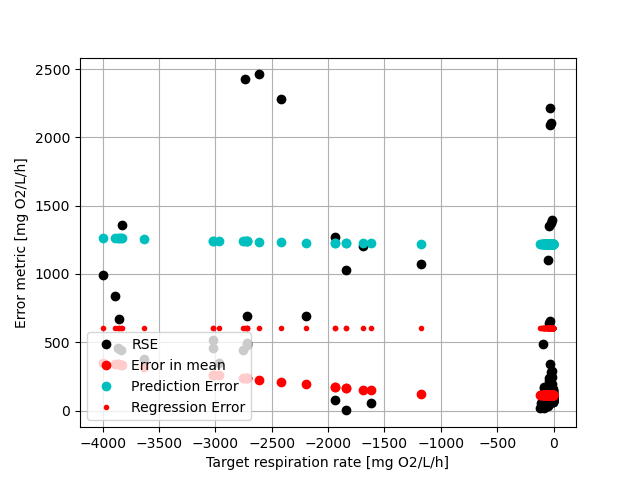 2500
2000
1500
1000
500
0
Error metric [mg O2/L/h]
RSE
Error in mean
Prediction Error
Regression Error
−4000 −3500 −3000 −2500 −2000 −1500 −1000 −500 0
Target respiration rate [mg O2/L/h]